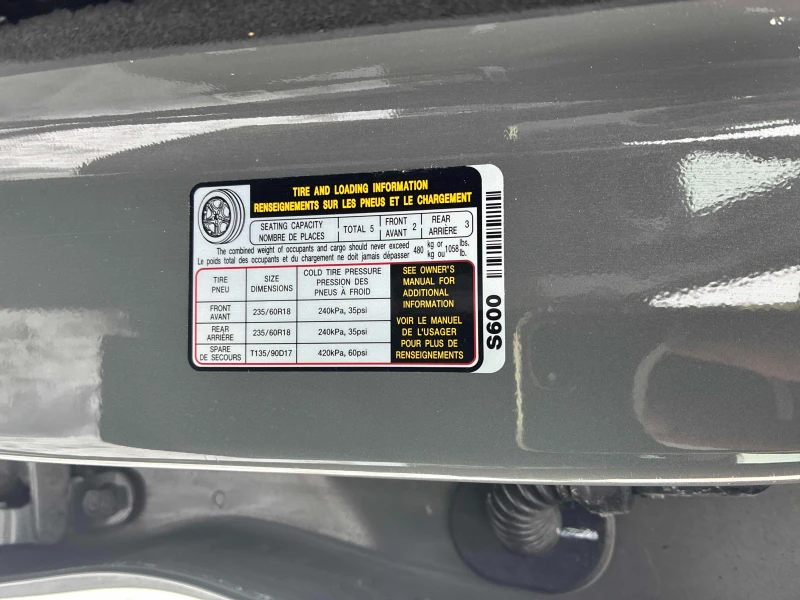 TIRE AND LOADING INFORMATION
RENSEIGNEMENTS SUR LES PNEUS ET LE CHARGEMENT
SEATING CAPACITY
NOMBRE DE PLACES
TOTAL 5
FRONT
AVANT 2
REAR
ARRIÈRE 3
The combined weight of occupants and cargo should never exceed 480 kg or 1058 lbs.
Le poids total des occupants et du chargement ne doit jamais dépasser kg ou lb.
TIRE
PNEU
SIZE
DIMENSIONS
COLD TIRE PRESSURE
PRESSION DES
PNEUS À FROID
FRONT
AVANT
235/60R18
240kPa, 35psi
REAR
ARRIÈRE
235/60R18
240kPa, 35psi
SPARE
DE SECOURS
T135/90D17
420kPa, 60psi
SEE OWNER'S
MANUAL FOR
ADDITIONAL
INFORMATION
VOIR LE MANUEL
DE L'USAGER
POUR PLUS DE
RENSEIGNEMENTS
S600